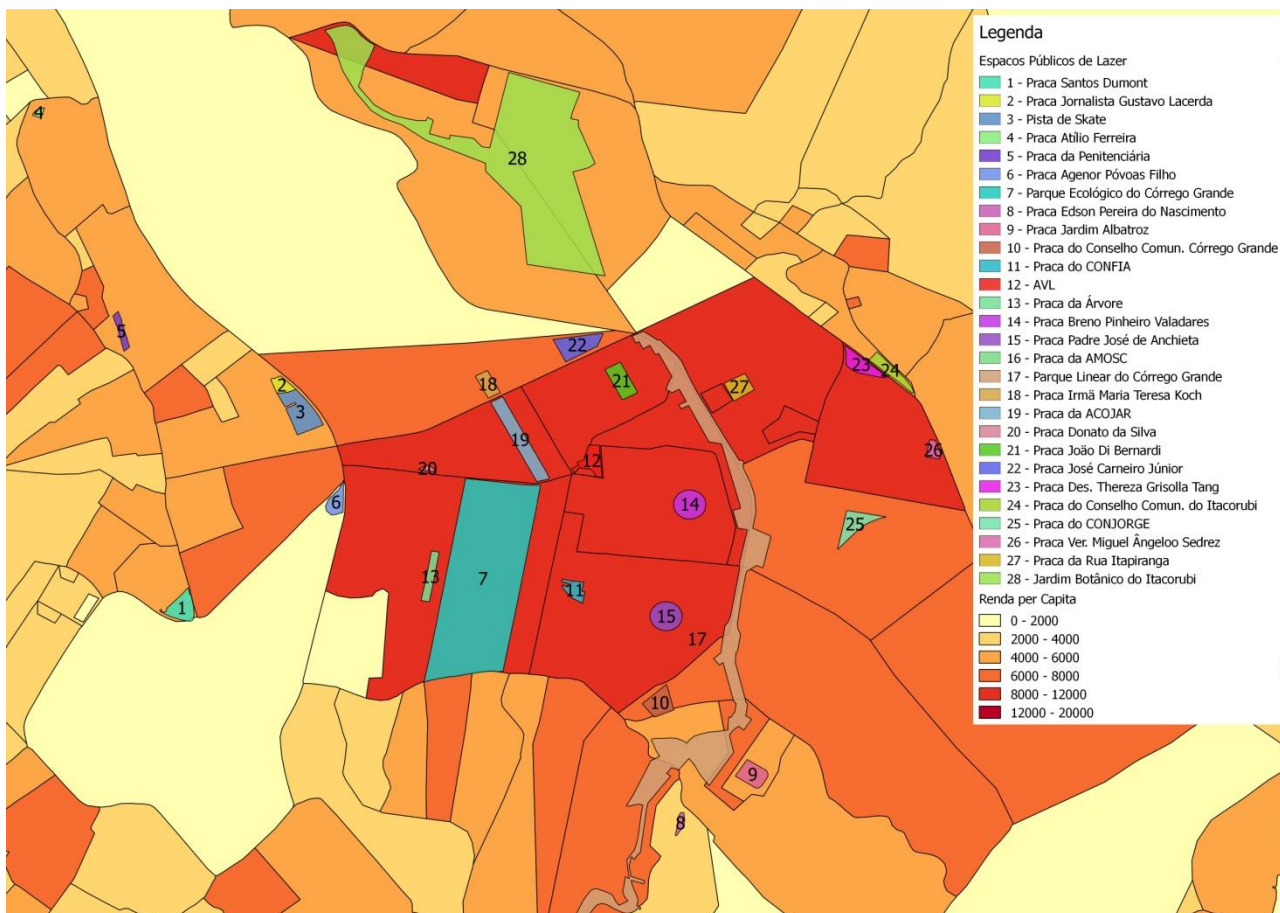 Legenda
Espacos Públicos de Lazer
1 - Praca Santos Dumont
2 - Praca Jornalista Gustavo Lacerda
3 - Pista de Skate
4 - Praca Atílio Ferreira
5 - Praca da Penitenciária
6 - Praca Agenor Póvoas Filho
7 - Parque Ecológico do Córrego Grande
8 - Praca Edson Pereira do Nascimento
9 - Praca Jardim Albatroz
10 - Praca do Conselho Comun. Córrego Grande
11 - Praca do CONFIA
12 - AVL
13 - Praca da Árvore
14 - Praca Breno Pinheiro Valadares
15 - Praca Padre José de Anchieta
16 - Praca da AMOSC
17 - Parque Linear do Córrego Grande
18 - Praca Irmã Maria Teresa Koch
19 - Praca da ACOJAR
20 - Praca Donato da Silva
21 - Praca João Di Bernardi
22 - Praca José Carneiro Júnior
23 - Praca Des. Thereza Grisolla Tang
24 - Praca do Conselho Comun. do Itacorubi
25 - Praca do CONJORGE
26 - Praca Ver. Miguel Ângeloo Sedrez
27 - Praca da Rua Itapiranga
28 - Jardim Botânico do Itacorubi
Renda per Capita
0 - 2000
2000 - 4000
4000 - 6000
6000 - 8000
8000 - 12000
12000 - 20000
4
28
5
22
2
18
21
27
23
24
3
19
26
20
12
6
14
25
13
7
11
1
15
17
10
9
8